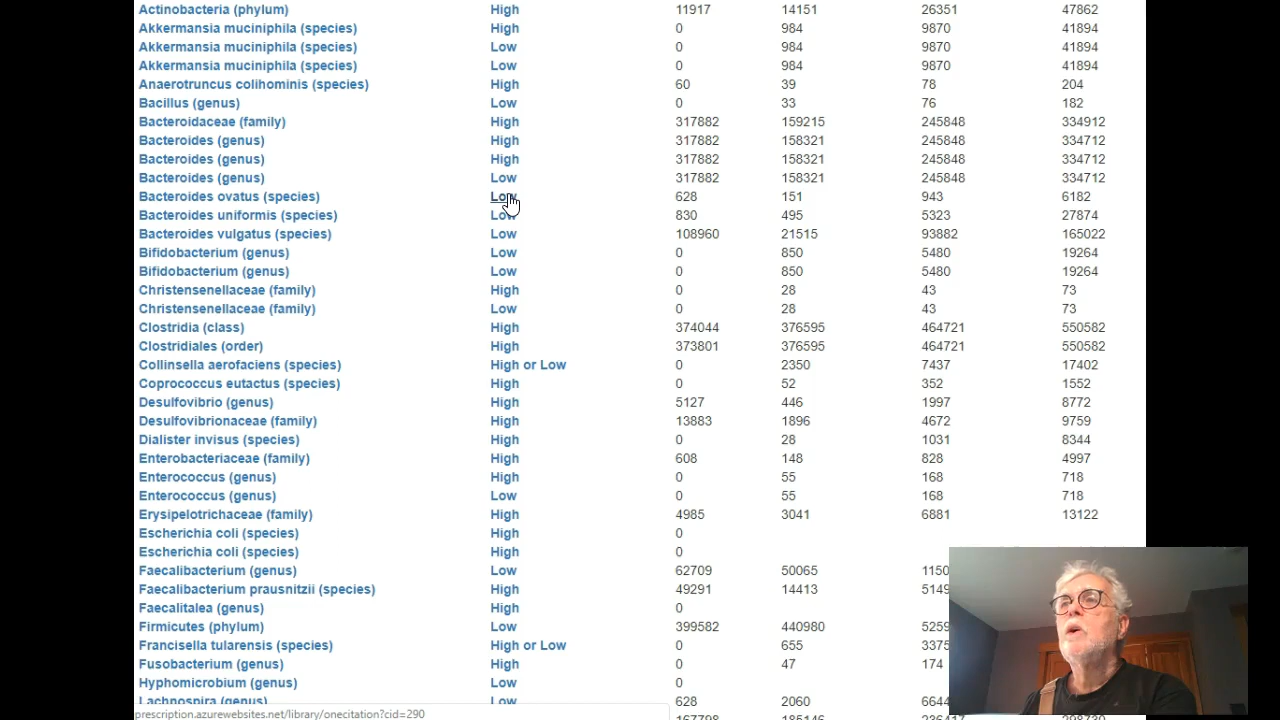 Actinobacteria (phylum) High 11917 14151 26351 47862
Akkermansia muciniphila (species) High 0 984 9870 41894
Akkermansia muciniphila (species) Low 0 984 9870 41894
Akkermansia muciniphila (species) Low 0 984 9870 41894
Anaerotruncus colihominis (species) High 60 39 78 204
Bacillus (genus) Low 0 33 76 182
Bacteroidaceae (family) High 317882 159215 245848 334912
Bacteroides (genus) High 317882 158321 245848 334712
Bacteroides (genus) High 317882 158321 245848 334712
Bacteroides (genus) Low 317882 158321 245848 334712
Bacteroides ovatus (species) Low 628 151 943 6182
Bacteroides uniformis (species) Low 830 495 5323 27874
Bacteroides vulgatus (species) Low 108960 21515 93882 165022
Bifidobacterium (genus) Low 0 850 5480 19264
Bifidobacterium (genus) Low 0 850 5480 19264
Christensenellaceae (family) High 0 28 43 73
Christensenellaceae (family) Low 0 28 43 73
Clostridia (class) High 374044 376595 464721 550582
Clostridiales (order) High 373801 376595 464721 550582
Collinsella aerofaciens (species) High or Low 0 2350 7437 17402
Coprococcus eutactus (species) High 0 52 352 1552
Desulfovibrio (genus) High 5127 446 1997 8772
Desulfovibrionaceae (family) High 13883 1896 4672 9759
Dialister invisus (species) High 0 28 1031 8344
Enterobacteriaceae (family) High 608 148 828 4997
Enterococcus (genus) High 0 55 168 718
Enterococcus (genus) Low 0 55 168 718
Erysipelotrichaceae (family) High 4985 3041 6881 13122
Escherichia coli (species) High 0
Escherichia coli (species) High 0
Faecalibacterium (genus) Low 62709 50065 1150
Faecalibacterium prausnitzii (species) High 49291 14413 5149
Faecalitalea (genus) High 0
Firmicutes (phylum) Low 399582 440980 5259
Francisella tularensis (species) High or Low 0 655 3375
Fusobacterium (genus) High 0 47 174
Hyphomicrobium (genus) Low 0
Lachnospira (genus) Low 628 2060 6644
prescription.azurewebsites.net/library/onecitation?cid=290